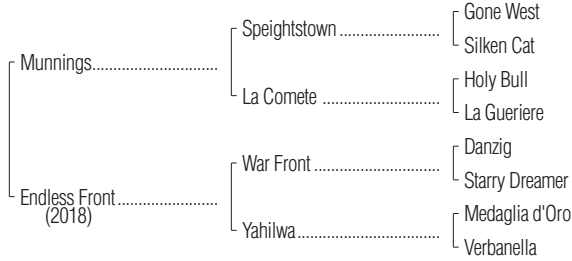 Gone West
Speightstown
Silken Cat
Munnings
Holy Bull
La Comete
La Gueriere
Danzig
War Front
Starry Dreamer
Endless Front
(2018)
Medaglia d'Oro
Yahilwa
Verbanella